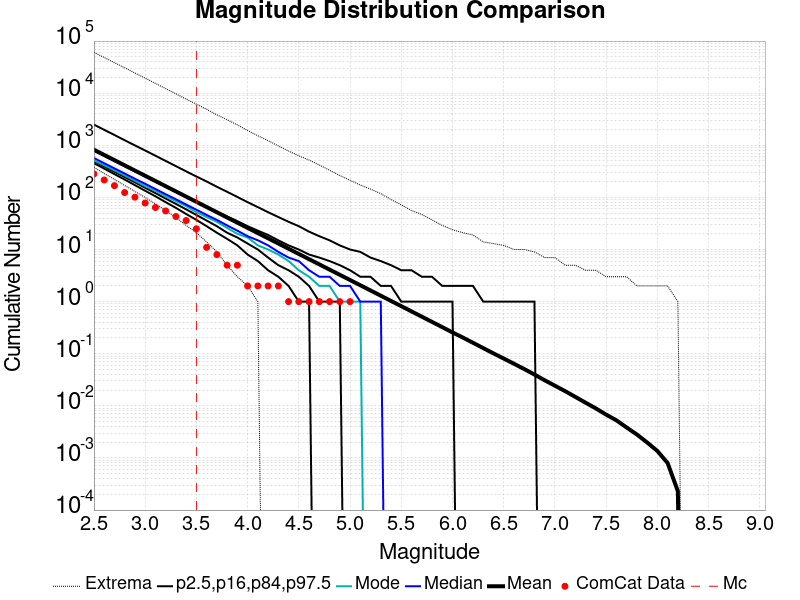 Magnitude Distribution Comparison
10^5
10^4
10^3
10^2
10^1
10^0
10^-1
10^-2
10^-3
10^-4
Cumulative Number
2.5 3.0 3.5 4.0 4.5 5.0 5.5 6.0 6.5 7.0 7.5 8.0 8.5 9.0
Magnitude
Extrema p2.5,p16,p84,p97.5 Mode Median Mean ComCat Data Mc